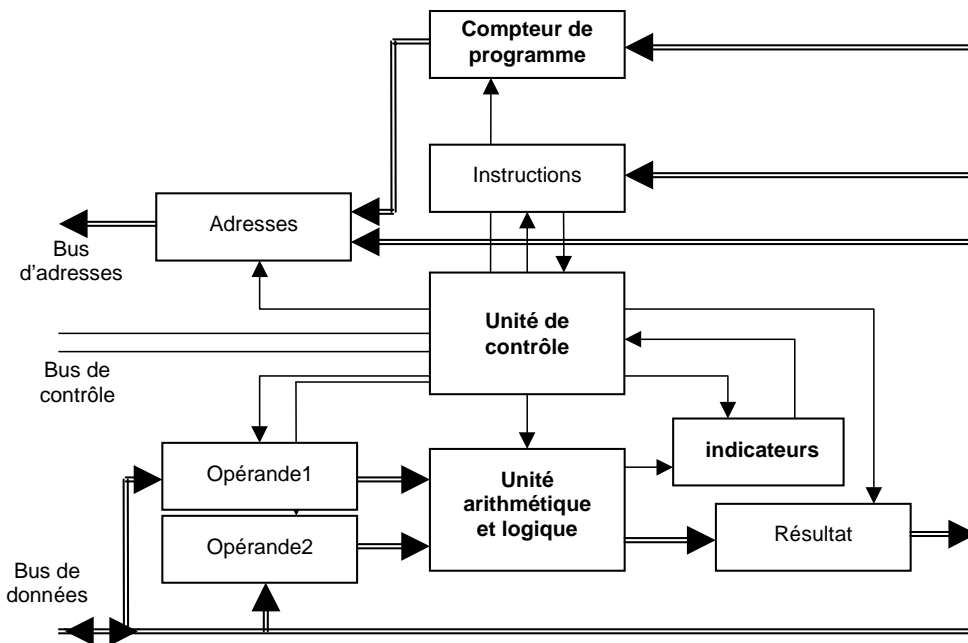 Compteur de
programme
Instructions
Adresses
Bus
d'adresses
Unité de
contrôle
Bus de
contrôle
indicateurs
Opérande1
Unité
arithmétique
et logique
Opérande2
Résultat
Bus de
données